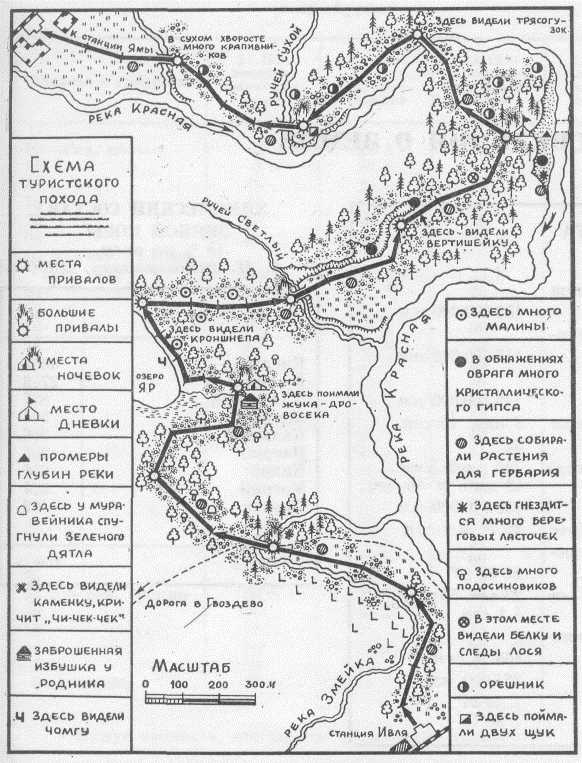 К СТАНЦИИ ЯМЫ
В СУХОМ ХВОРОСТЕ
МНОГО КРАПИВНИ-
КОВ
РУЧЕЙ СУХОЙ
ЗДЕСЬ ВИДЕЛИ ТРЯСОГУ-
ЗОК
РЕКА КРАСНАЯ
РУЧЕЙ СВЕТЛЫЙ
ЗДЕСЬ ВИДЕЛИ
ВЕРТИШЕЙКУ
ЗДЕСЬ ВИДЕЛИ
КРОНШНЕПА
Ч
ОЗЕРО
ЯР
ЗДЕСЬ ПОЙМАЛИ
ЖУКА-ДРО-
ВОСЕКА
РЕКА КРАСНАЯ
ДОРОГА В ГВОЗДЕВО
РЕКА ЗМЕЙКА
СТАНЦИЯ ИВЛЯ
МАСШТАБ
0 100 200 300 М
СХЕМА
ТУРИСТСКОГО
ПОХОДА
МЕСТА
ПРИВАЛОВ
БОЛЬШИЕ
ПРИВАЛЫ
МЕСТА
НОЧЕВОК
МЕСТО
ДНЕВКИ
ПРОМЕРЫ
ГЛУБИН РЕКИ
ЗДЕСЬ У МУРА-
ВЕЙНИКА СПУ-
ГНУЛИ ЗЕЛЕНОГО
ДЯТЛА
ЗДЕСЬ ВИДЕЛИ
КАМЕНКУ, КРИ-
ЧИТ „ЧИ-ЧЕК-ЧЕК"
ЗАБРОШЕННАЯ
ИЗБУШКА У
РОДНИКА
Ч ЗДЕСЬ ВИДЕЛИ
ЧОМГУ
ЗДЕСЬ МНОГО
МАЛИНЫ
В ОБНАЖЕНИЯХ
ОВРАГА МНОГО
КРИСТАЛЛИЧЕСКО-
ГО ГИПСА
ЗДЕСЬ СОБИРА-
ЛИ РАСТЕНИЯ
ДЛЯ ГЕРБАРИЯ
ЗДЕСЬ ГНЕЗДИТ-
СЯ МНОГО БЕРЕ-
ГОВЫХ ЛАСТОЧЕК
ЗДЕСЬ МНОГО
ПОДОСИНОВИКОВ
В ЭТОМ МЕСТЕ
ВИДЕЛИ БЕЛКУ И
СЛЕДЫ ЛОСЯ
ОРЕШНИК
ЗДЕСЬ ПОЙМА-
ЛИ ДВУХ ЩУК